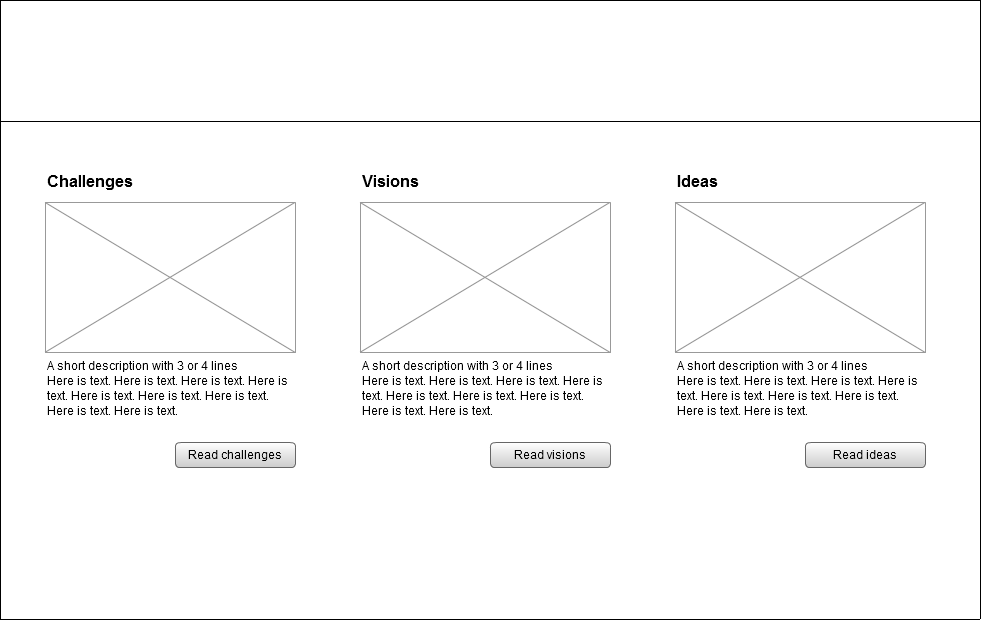 Challenges
A short description with 3 or 4 lines
Here is text. Here is text. Here is text. Here is
text. Here is text. Here is text. Here is text.
Here is text. Here is text.
Read challenges
Visions
A short description with 3 or 4 lines
Here is text. Here is text. Here is text. Here is
text. Here is text. Here is text. Here is text.
Here is text. Here is text.
Read visions
Ideas
A short description with 3 or 4 lines
Here is text. Here is text. Here is text. Here is
text. Here is text. Here is text. Here is text.
Here is text. Here is text.
Read ideas